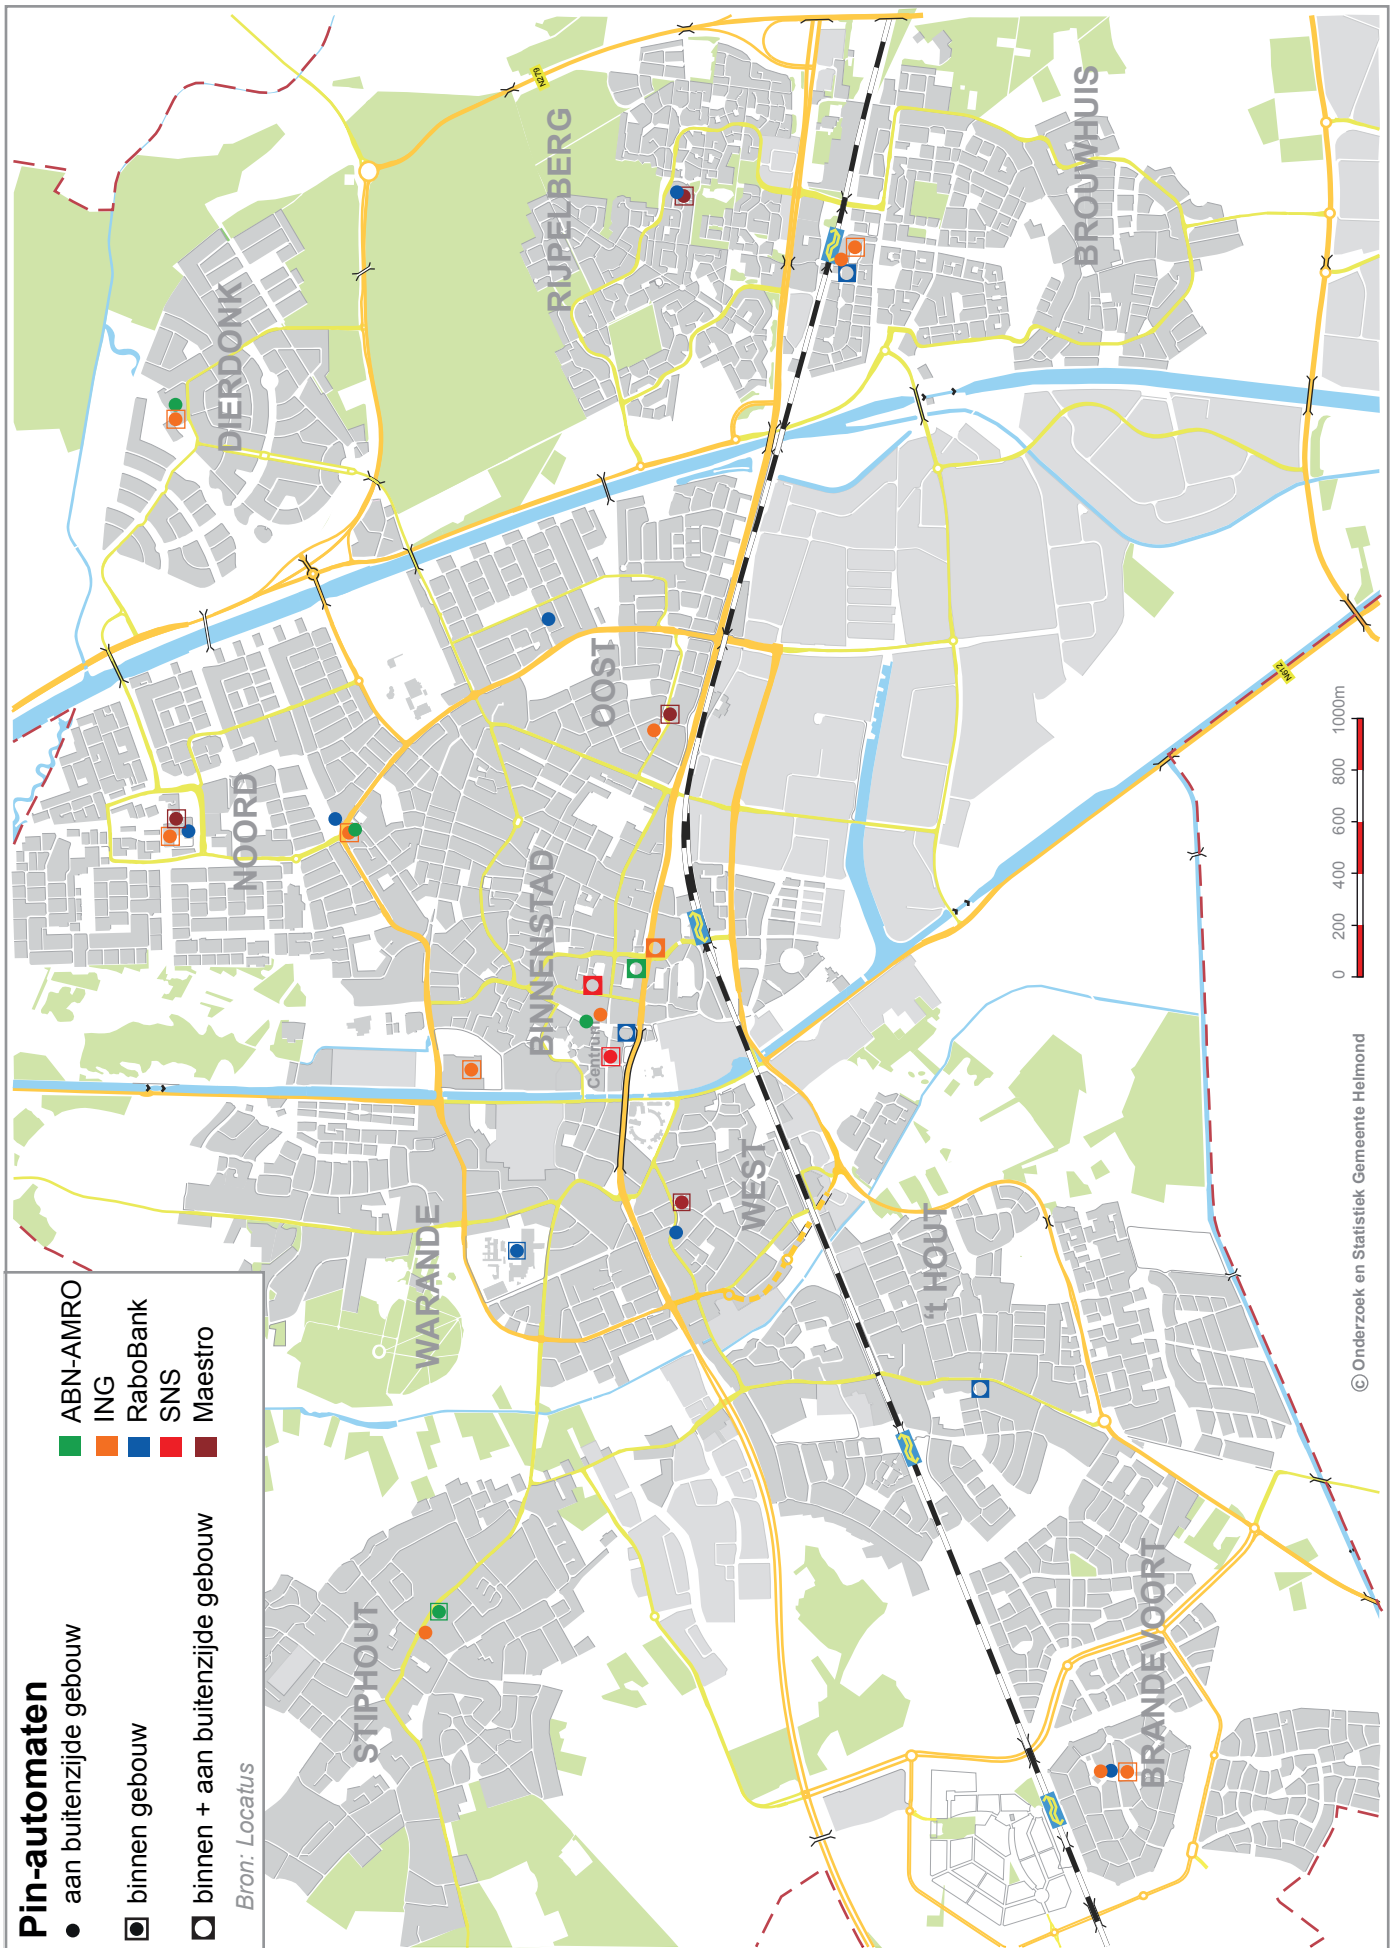 Pin-automaten
aan buitenzijde gebouw
binnen gebouw
binnen + aan buitenzijde gebouw
ABN-AMRO
ING
RaboBank
SNS
Maestro
Bron: Locatus
STIPHOUT
WARANDE
NOORD
DIERDONK
RIJPELBERG
BINNENSTAD
Centrum
OOST
WEST
't HOUT
BRANDEVOORT
BROUWHUIS
N279
N612
0 200 400 600 800 1000m
© Onderzoek en Statistiek Gemeente Helmond